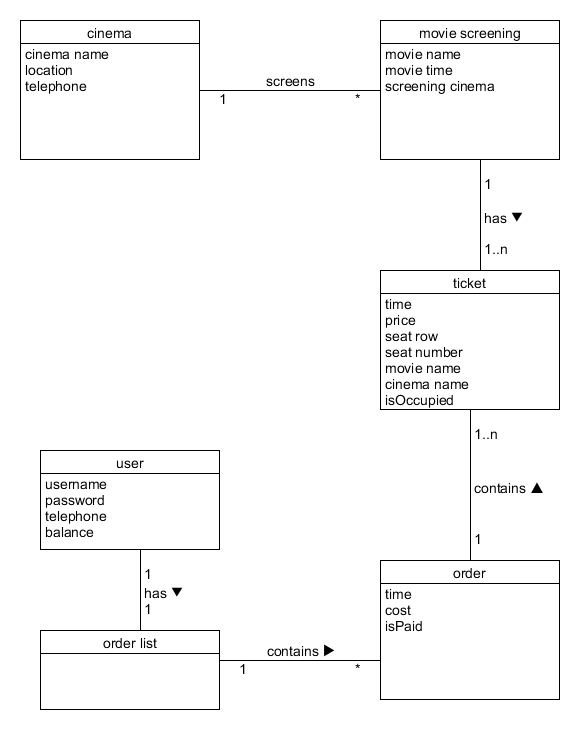 cinema
cinema name
location
telephone
screens
1
*
movie screening
movie name
movie time
screening cinema
1
has ▼
1..n
ticket
time
price
seat row
seat number
movie name
cinema name
isOccupied
1..n
contains ▲
1
user
username
password
telephone
balance
1
has ▼
1
order list
contains ▶
1
*
order
time
cost
isPaid